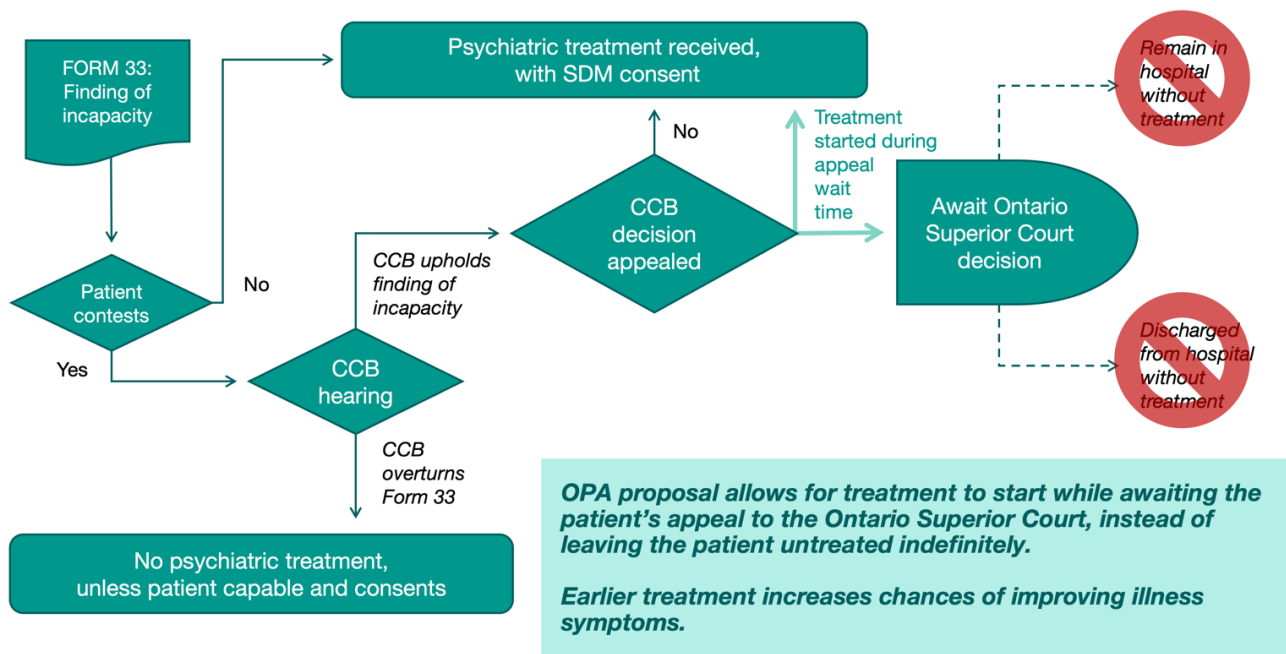 FORM 33:
Finding of
incapacity
Psychiatric treatment received,
with SDM consent
Remain in
hospital
without
treatment
No
Treatment
started during
appeal
wait
time
CCB
decision
appealed
Await Ontario
Superior Court
decision
CCB upholds
finding of
incapacity
Patient
contests
No
Yes
CCB
hearing
Discharged
from hospital
without
treatment
CCB
overturns
Form 33
No psychiatric treatment,
unless patient capable and consents
OPA proposal allows for treatment to start while awaiting the
patient’s appeal to the Ontario Superior Court, instead of
leaving the patient untreated indefinitely.
Earlier treatment increases chances of improving illness
symptoms.